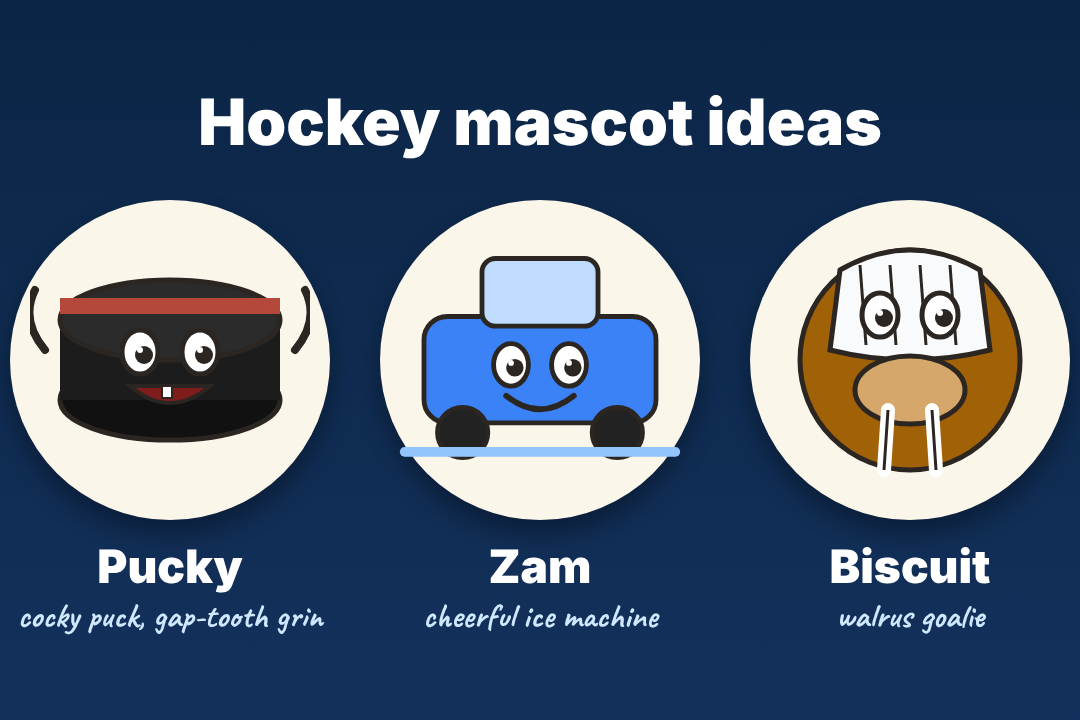 Hockey mascot ideas
Pucky
cocky puck, gap-tooth grin
Zam
cheerful ice machine
Biscuit
walrus goalie